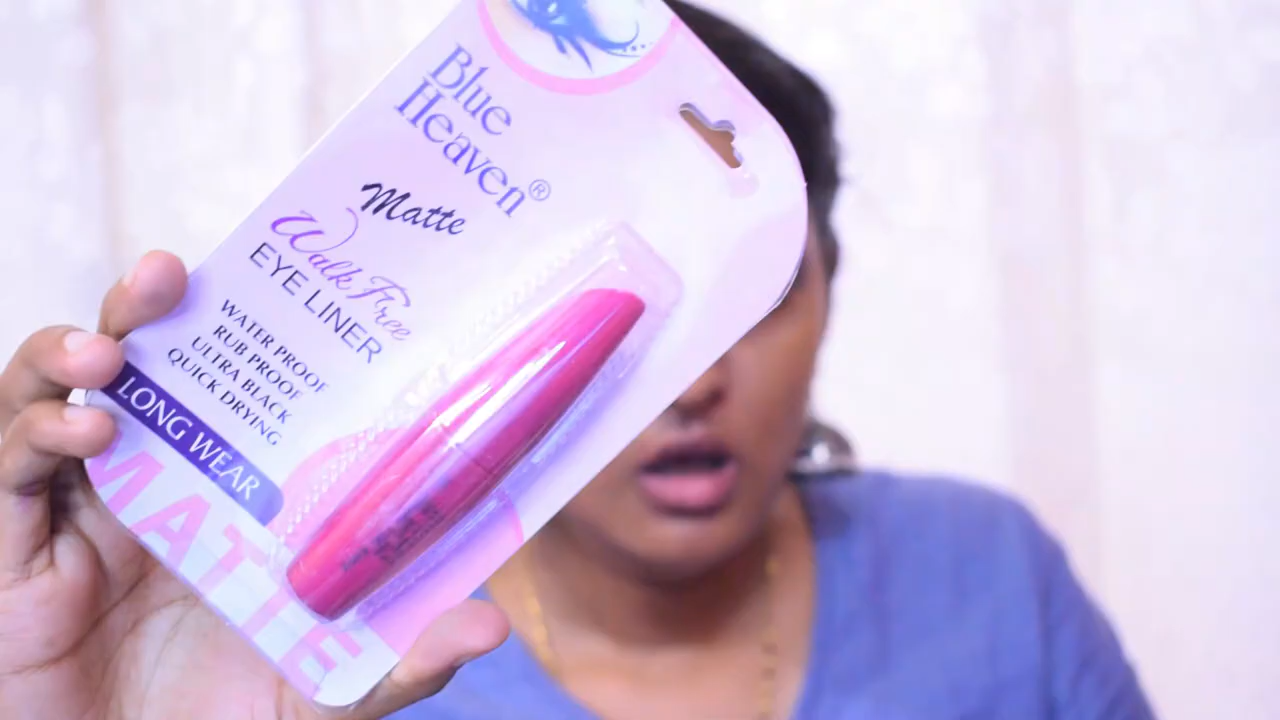 Blue
Heaven®
Matte
Walk Free
EYE LINER
WATER PROOF
RUB PROOF
ULTRA BLACK
QUICK DRYING
LONG WEAR
MATTE